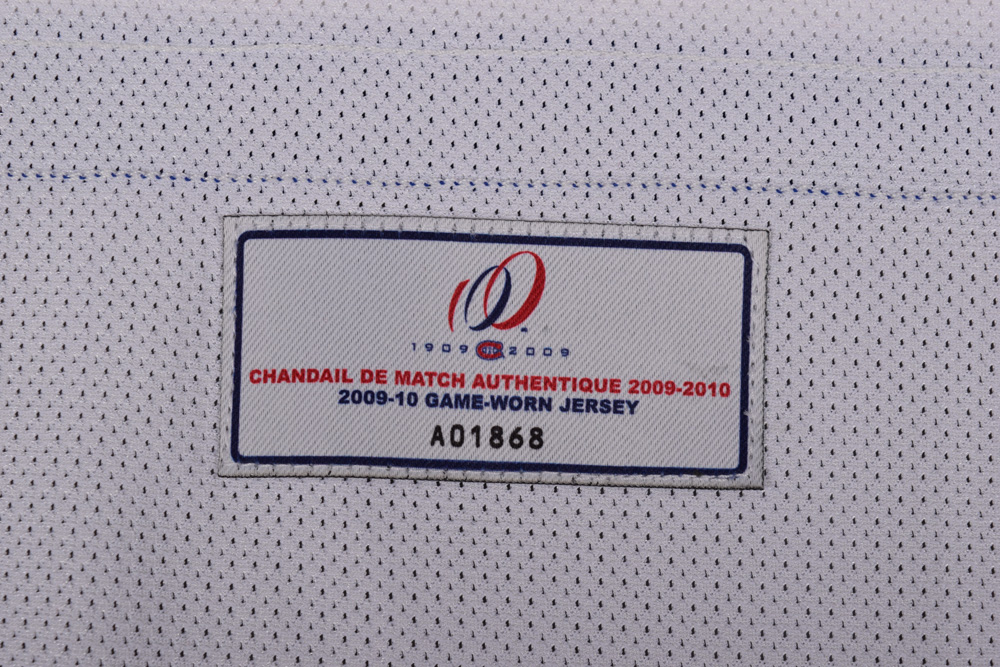 100
1909 2009
CHANDAIL DE MATCH AUTHENTIQUE 2009-2010
2009-10 GAME-WORN JERSEY
A01868